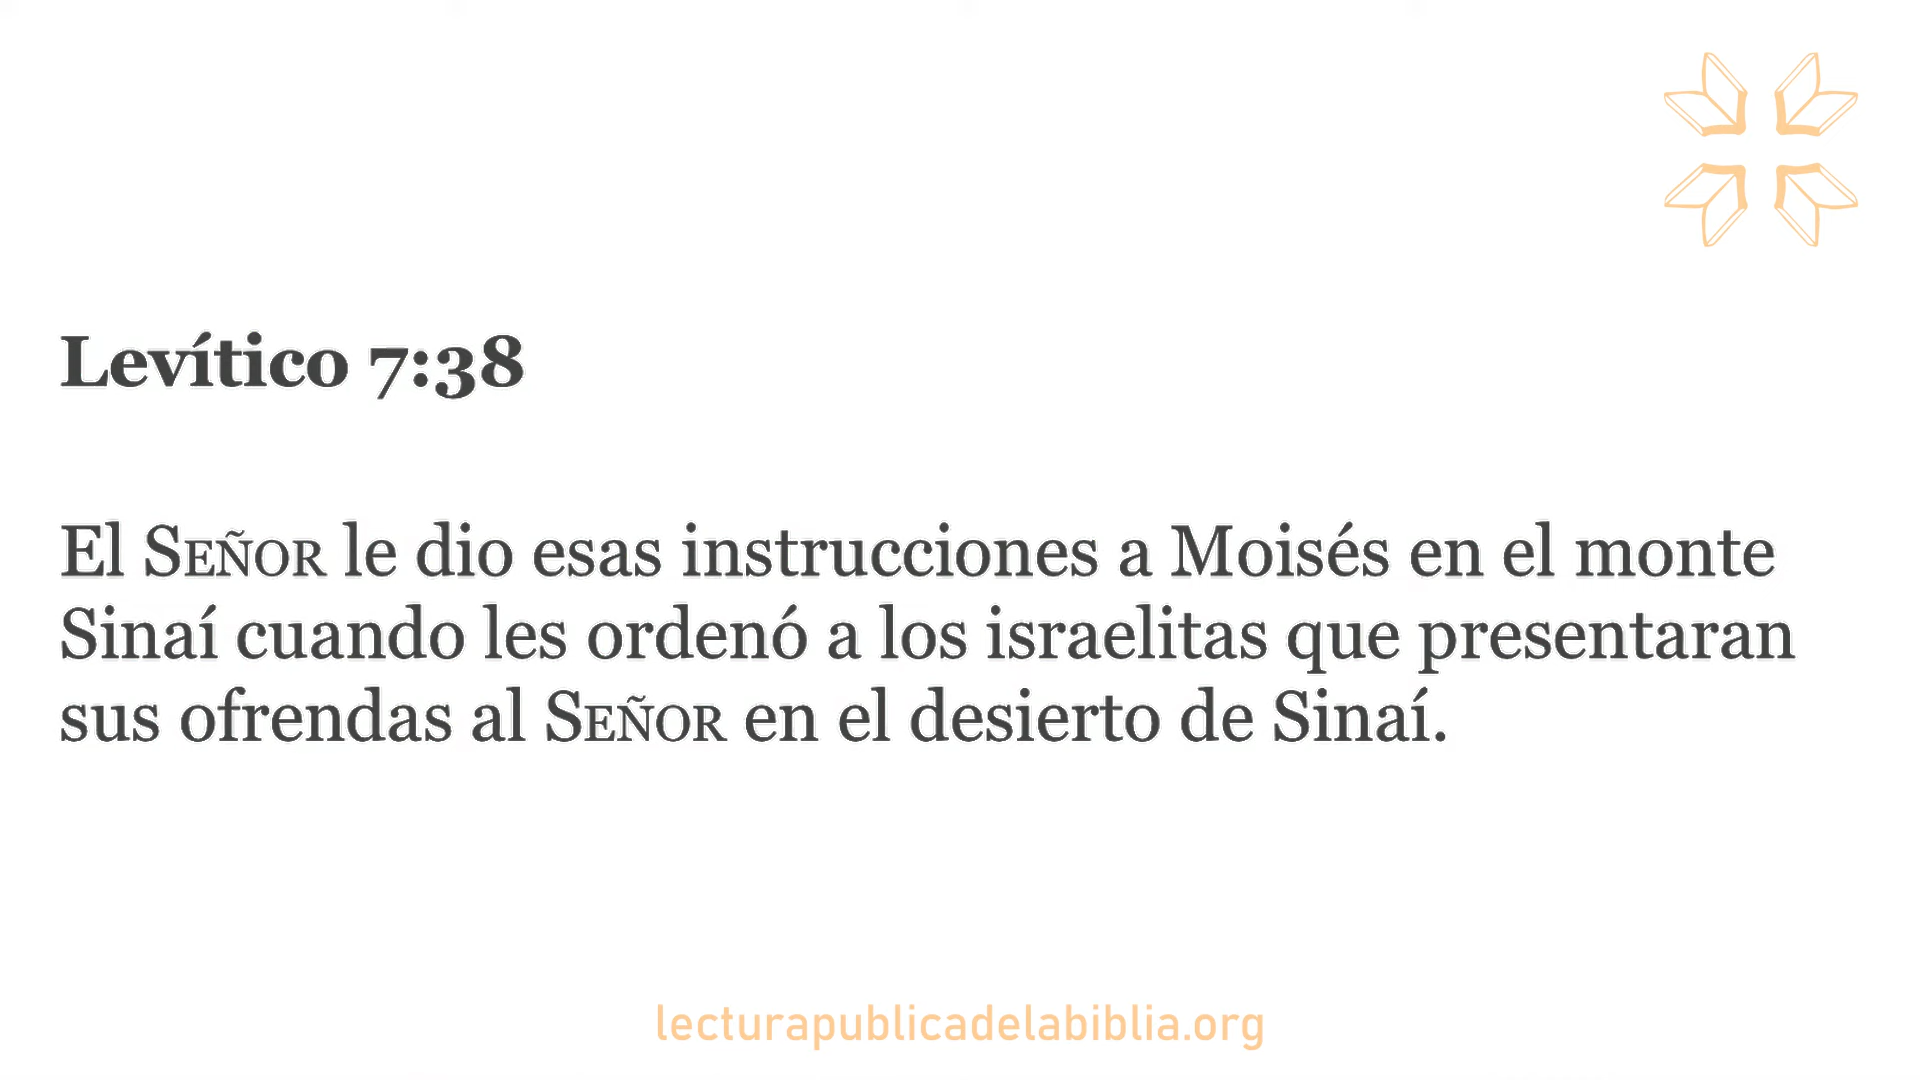 Levítico 7:38
El SEÑOR le dio esas instrucciones a Moisés en el monte
Sinaí cuando les ordenó a los israelitas que presentaran
sus ofrendas al SEÑOR en el desierto de Sinaí.
lecturapublicadelabiblia.org